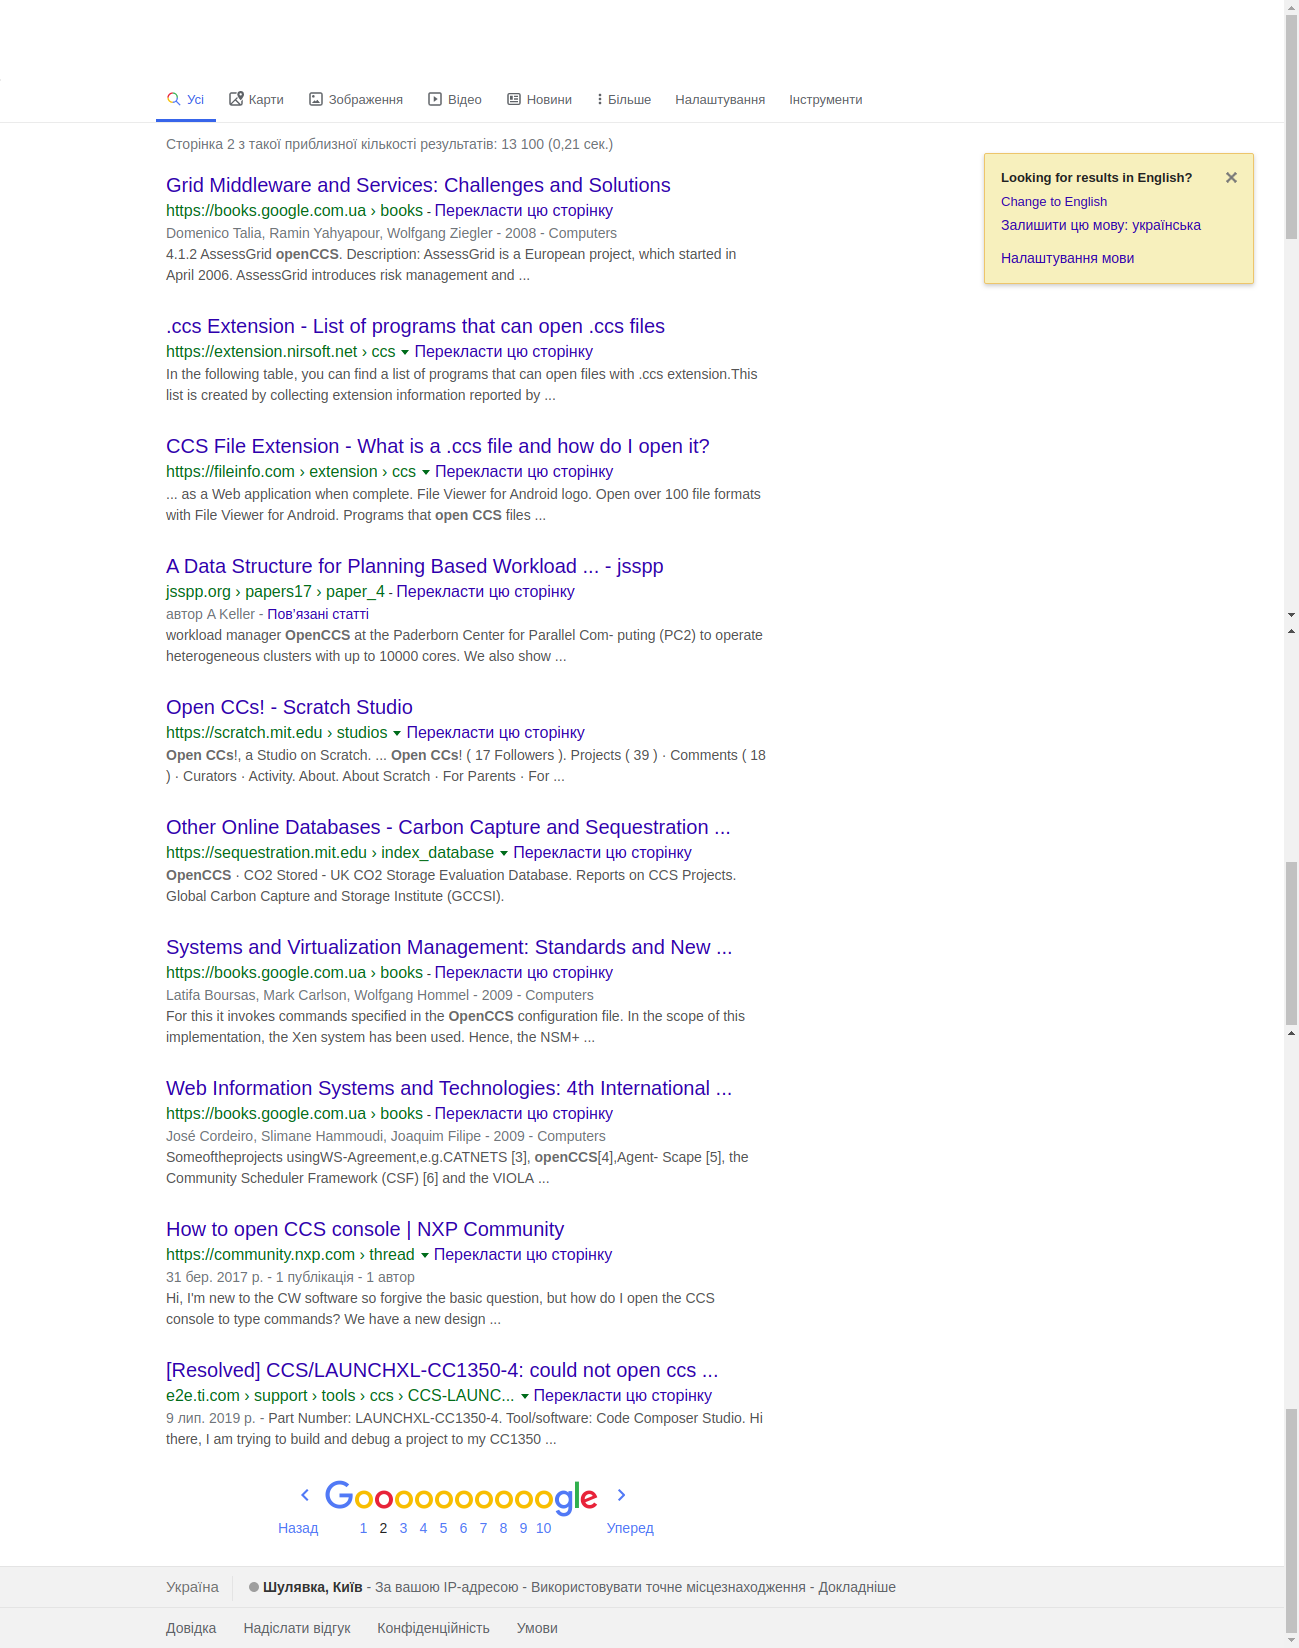 Усі Карти Зображення Відео Новини Більше Налаштування Інструменти
Сторінка 2 з такої приблизної кількості результатів: 13 100 (0,21 сек.)
Looking for results in English?
Change to English
Залишити цю мову: українська
Налаштування мови
Grid Middleware and Services: Challenges and Solutions
https://books.google.com.ua › books - Перекласти цю сторінку
Domenico Talia, Ramin Yahyapour, Wolfgang Ziegler - 2008 - Computers
4.1.2 AssessGrid openCCS. Description: AssessGrid is a European project, which started in
April 2006. AssessGrid introduces risk management and ...
.ccs Extension - List of programs that can open .ccs files
https://extension.nirsoft.net › ccs Перекласти цю сторінку
In the following table, you can find a list of programs that can open files with .ccs extension.This
list is created by collecting extension information reported by ...
CCS File Extension - What is a .ccs file and how do I open it?
https://fileinfo.com › extension › ccs Перекласти цю сторінку
... as a Web application when complete. File Viewer for Android logo. Open over 100 file formats
with File Viewer for Android. Programs that open CCS files ...
A Data Structure for Planning Based Workload ... - jsspp
jsspp.org › papers17 › paper_4 - Перекласти цю сторінку
автор A Keller - Пов'язані статті
workload manager OpenCCS at the Paderborn Center for Parallel Com- puting (PC2) to operate
heterogeneous clusters with up to 10000 cores. We also show ...
Open CCs! - Scratch Studio
https://scratch.mit.edu › studios Перекласти цю сторінку
Open CCs!, a Studio on Scratch. ... Open CCs! ( 17 Followers ). Projects ( 39 ) · Comments ( 18
) · Curators · Activity. About. About Scratch · For Parents · For ...
Other Online Databases - Carbon Capture and Sequestration ...
https://sequestration.mit.edu › index_database Перекласти цю сторінку
OpenCCS · CO2 Stored - UK CO2 Storage Evaluation Database. Reports on CCS Projects.
Global Carbon Capture and Storage Institute (GCCSI).
Systems and Virtualization Management: Standards and New ...
https://books.google.com.ua › books - Перекласти цю сторінку
Latifa Boursas, Mark Carlson, Wolfgang Hommel - 2009 - Computers
For this it invokes commands specified in the OpenCCS configuration file. In the scope of this
implementation, the Xen system has been used. Hence, the NSM+ ...
Web Information Systems and Technologies: 4th International ...
https://books.google.com.ua › books - Перекласти цю сторінку
José Cordeiro, Slimane Hammoudi, Joaquim Filipe - 2009 - Computers
Someoftheprojects usingWS-Agreement,e.g.CATNETS [3], openCCS[4],Agent- Scape [5], the
Community Scheduler Framework (CSF) [6] and the VIOLA ...
How to open CCS console | NXP Community
https://community.nxp.com › thread Перекласти цю сторінку
31 бер. 2017 р. - 1 публікація - 1 автор
Hi, I'm new to the CW software so forgive the basic question, but how do I open the CCS
console to type commands? We have a new design ...
[Resolved] CCS/LAUNCHXL-CC1350-4: could not open ccs ...
e2e.ti.com › support › tools › ccs › CCS-LAUNC... Перекласти цю сторінку
9 лип. 2019 р. - Part Number: LAUNCHXL-CC1350-4. Tool/software: Code Composer Studio. Hi
there, I am trying to build and debug a project to my CC1350 ...
Goooooooooogle
Назад 1 2 3 4 5 6 7 8 9 10 Уперед
Україна Шулявка, Київ - За вашою IP-адресою - Використовувати точне місцезнаходження - Докладніше
Довідка Надіслати відгук Конфіденційність Умови